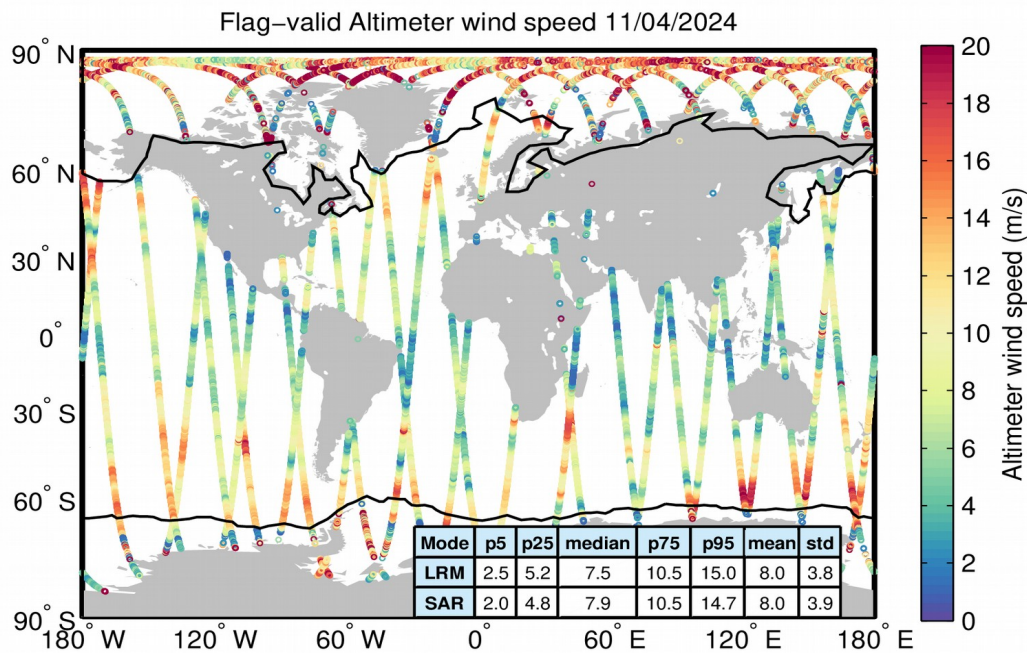 Flag-valid Altimeter wind speed 11/04/2024
90° N
60° N
30° N
0°
30° S
60° S
90° S
180° W
120° W
60° W
0°
60° E
120° E
180° E
Mode p5 p25 median p75 p95 mean std
LRM 2.5 5.2 7.5 10.5 15.0 8.0 3.8
SAR 2.0 4.8 7.9 10.5 14.7 8.0 3.9
20
18
16
14
12
10
8
6
4
2
0
Altimeter wind speed (m/s)